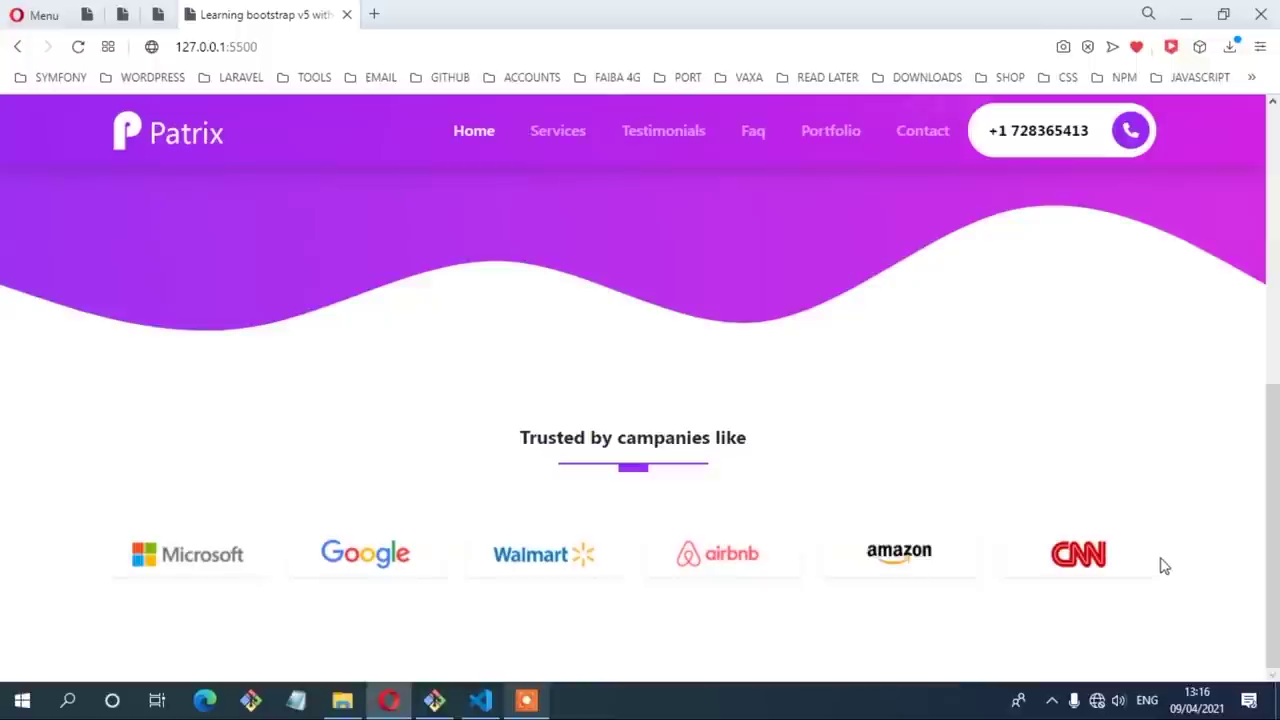 Menu
Learning bootstrap v5 with
127.0.0.1:5500
SYMFONY WORDPRESS LARAVEL TOOLS EMAIL GITHUB ACCOUNTS FAIBA 4G PORT VAXA READ LATER DOWNLOADS SHOP CSS NPM JAVASCRIPT »
Patrix Home Services Testimonials Faq Portfolio Contact +1 728365413
Trusted by campanies like
Microsoft Google Walmart airbnb amazon CNN
ENG 13:16
09/04/2021